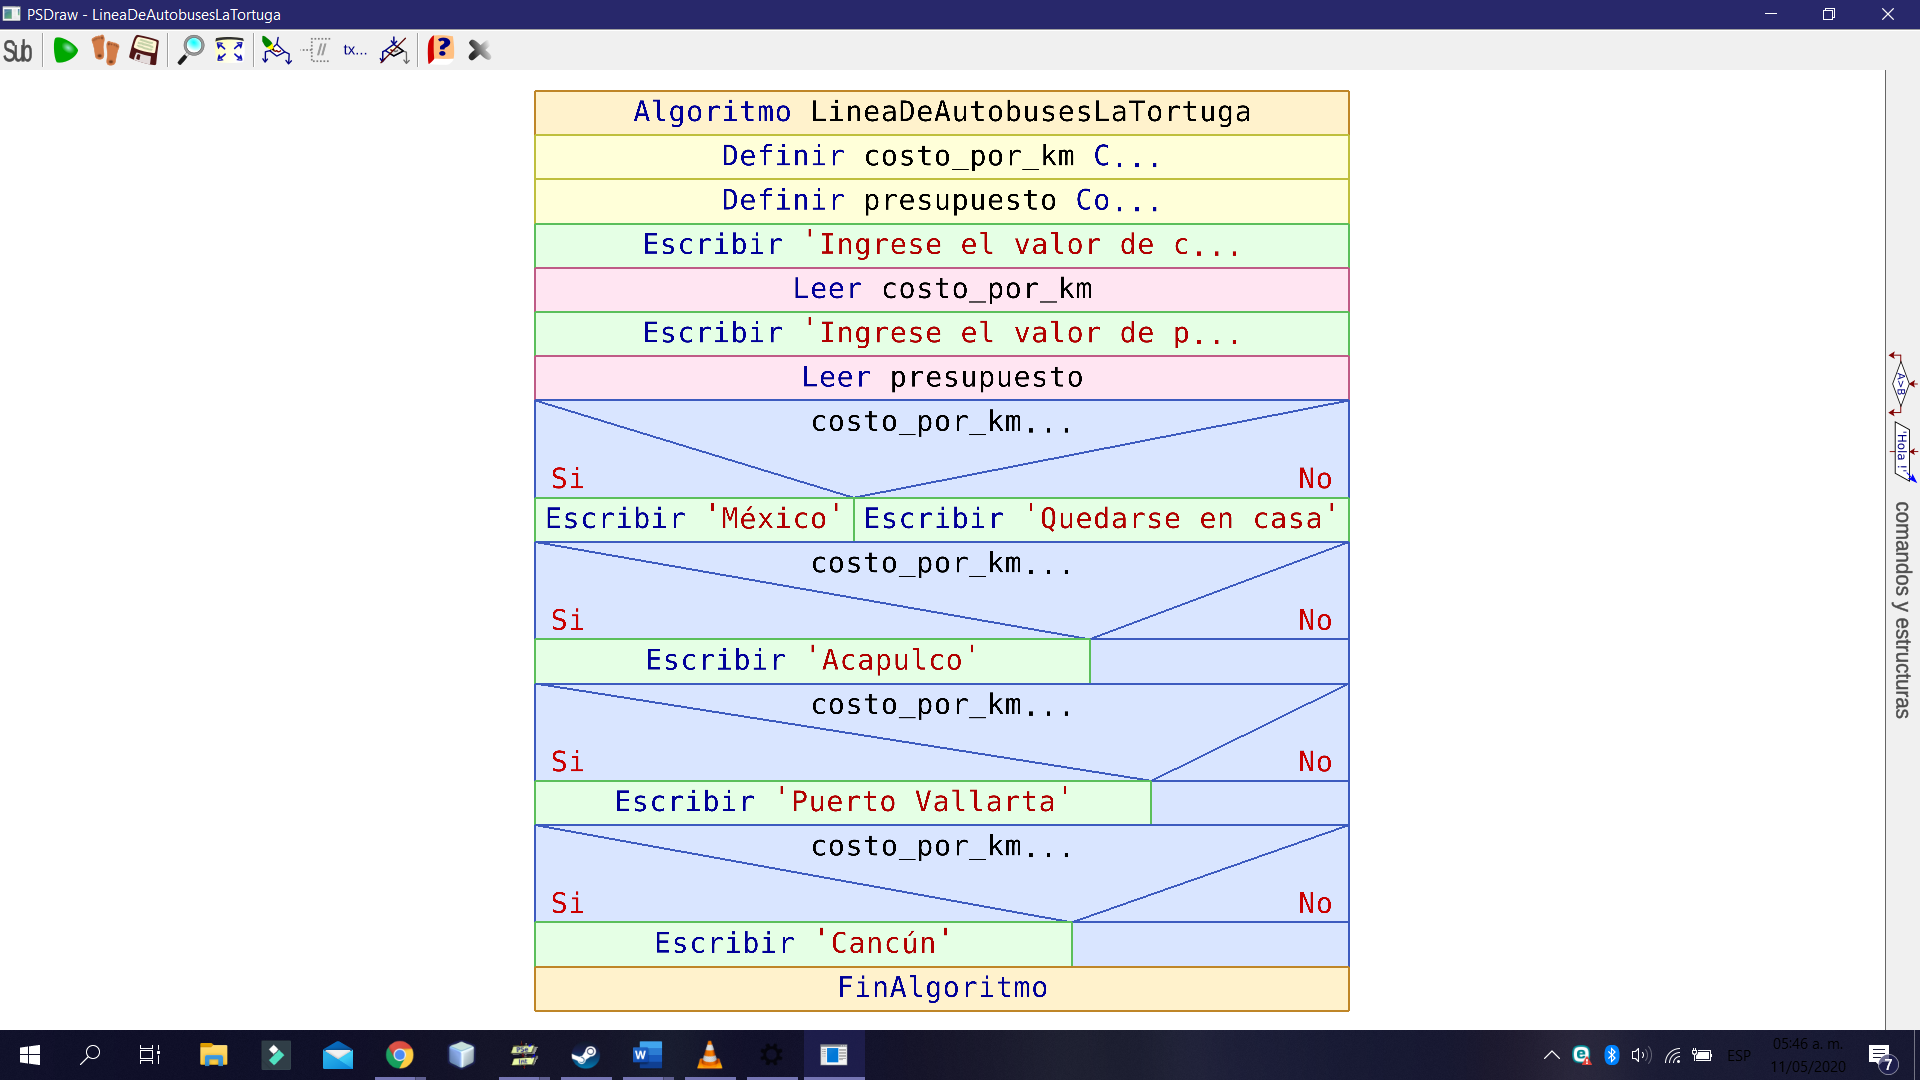 PSDraw - LineaDeAutobusesLaTortuga
Sub
tx...
Algoritmo LineaDeAutobusesLaTortuga
Definir costo_por_km C...
Definir presupuesto Co...
Escribir 'Ingrese el valor de c...
Leer costo_por_km
Escribir 'Ingrese el valor de p...
Leer presupuesto
costo_por_km...
Si No
Escribir 'México' Escribir 'Quedarse en casa'
costo_por_km...
Si No
Escribir 'Acapulco'
costo_por_km...
Si No
Escribir 'Puerto Vallarta'
costo_por_km...
Si No
Escribir 'Cancún'
FinAlgoritmo
A>B
'Hola !'
comandos y estructuras
ESP
05:46 a. m.
11/05/2020
7